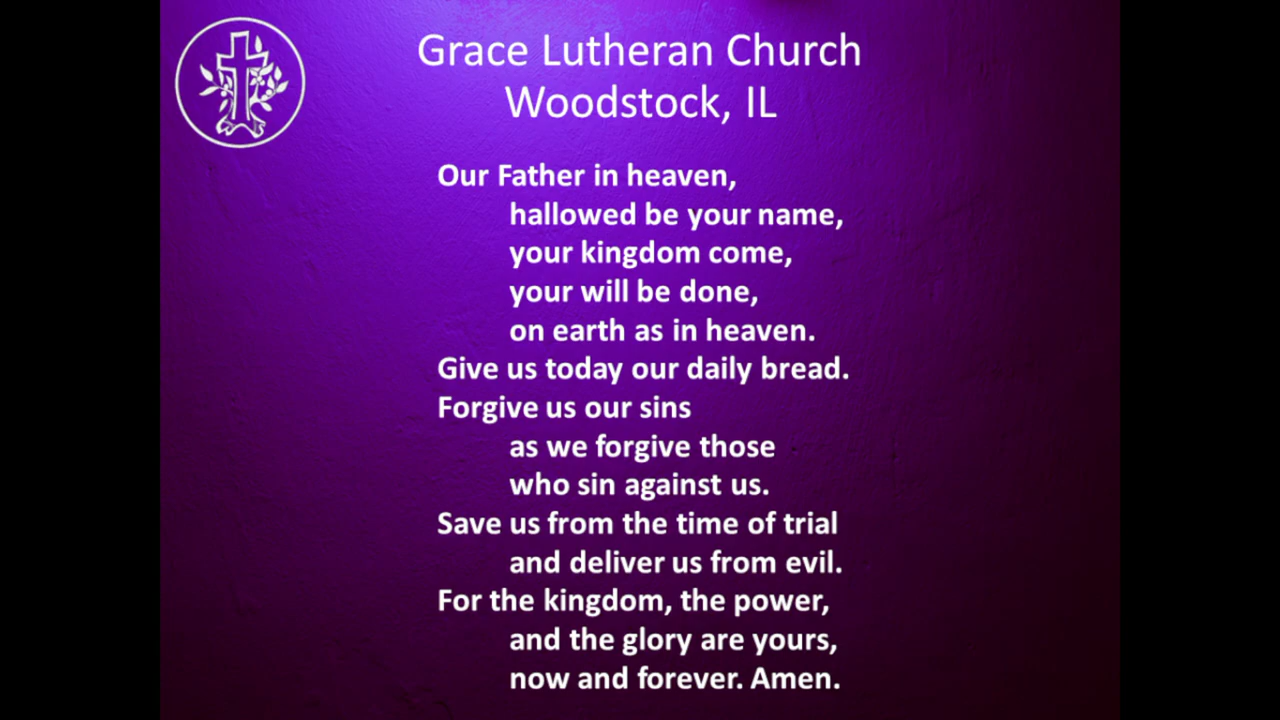 Grace Lutheran Church
Woodstock, IL
Our Father in heaven,
hallowed be your name,
your kingdom come,
your will be done,
on earth as in heaven.
Give us today our daily bread.
Forgive us our sins
as we forgive those
who sin against us.
Save us from the time of trial
and deliver us from evil.
For the kingdom, the power,
and the glory are yours,
now and forever. Amen.